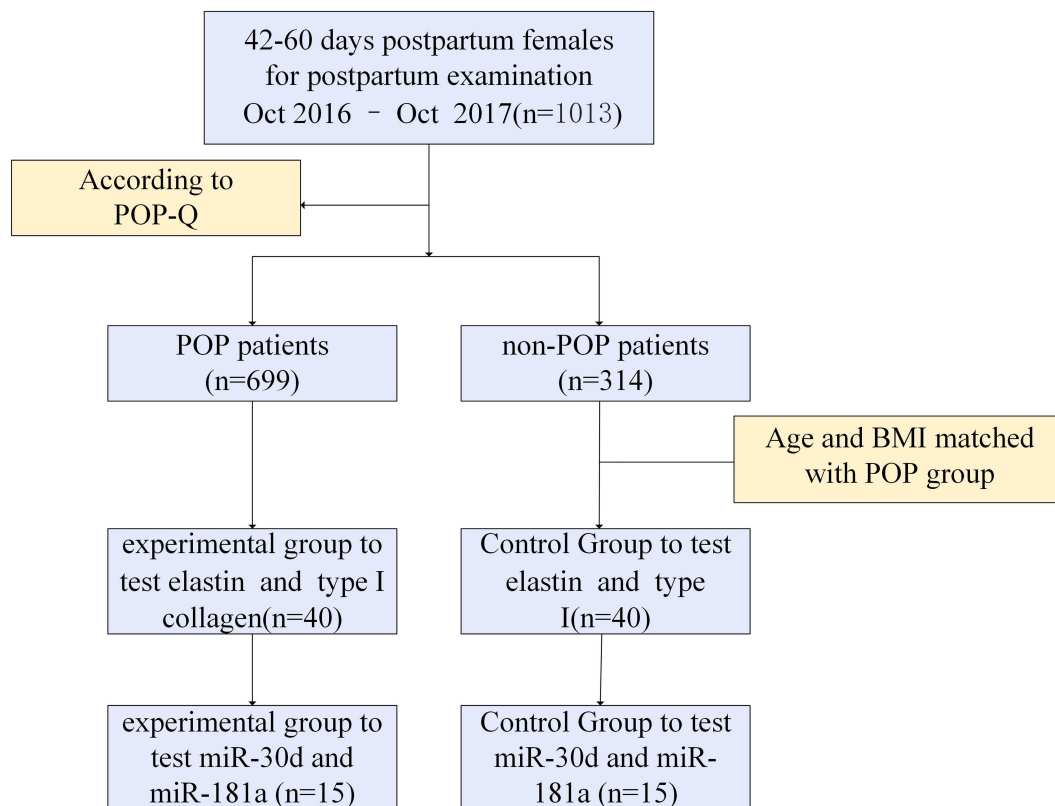 42-60 days postpartum females
for postpartum examination
Oct 2016 – Oct 2017(n=1013)
According to
POP-Q
POP patients
(n=699)
non-POP patients
(n=314)
Age and BMI matched
with POP group
experimental group to
test elastin and type I
collagen(n=40)
Control Group to test
elastin and type
I(n=40)
experimental group to
test miR-30d and
miR-181a (n=15)
Control Group to test
miR-30d and miR-
181a (n=15)